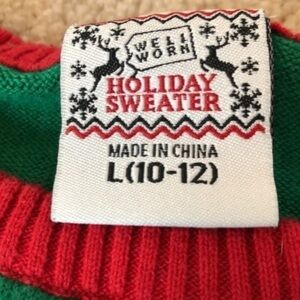 WELL
WORN
HOLIDAY
SWEATER
MADE IN CHINA
L(10-12)